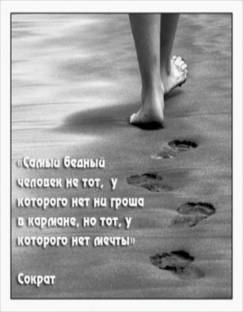 «Самый бедный
человек не тот, у
которого нет ни гроша
в кармане, но тот, у
которого нет мечты»
Сократ